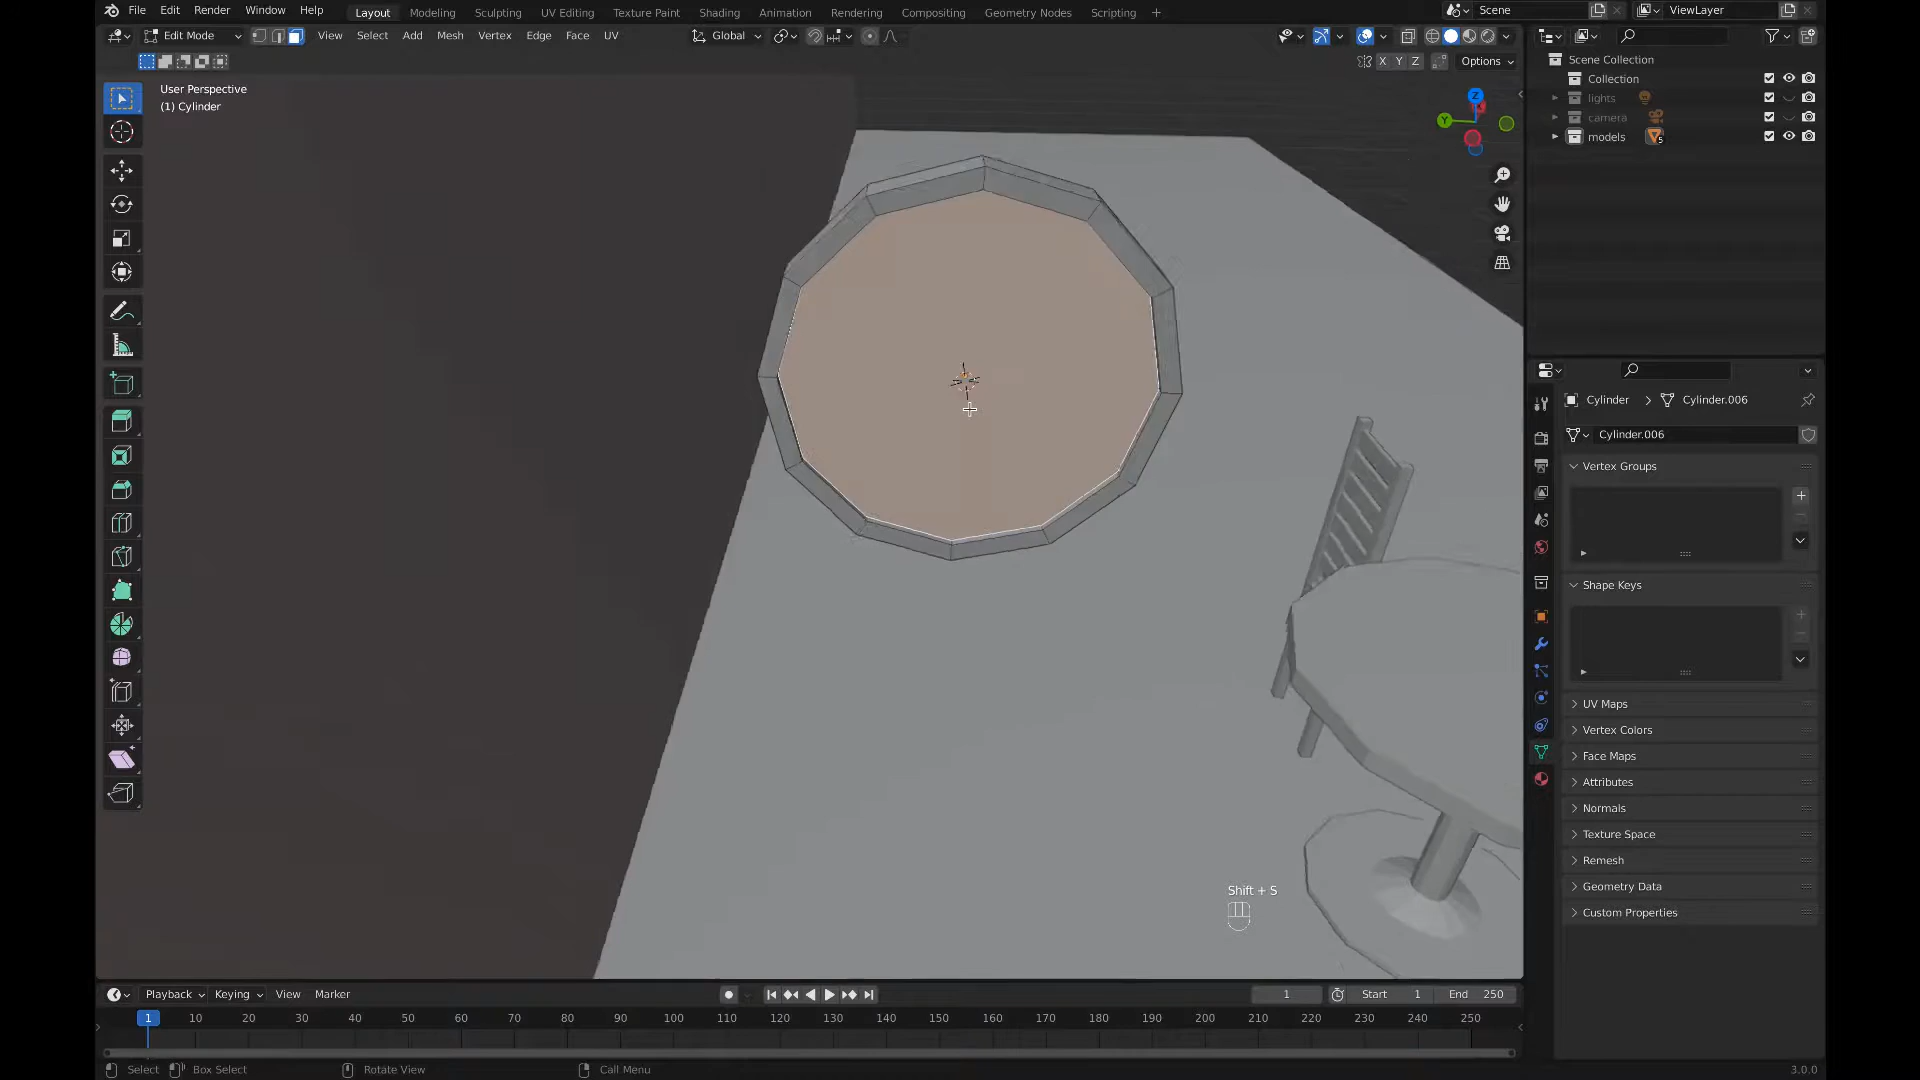 File Edit Render Window Help Layout Modeling Sculpting UV Editing Texture Paint Shading Animation Rendering Compositing Geometry Nodes Scripting + Scene ViewLayer
Edit Mode View Select Add Mesh Vertex Edge Face UV Global
X Y Z Options
User Perspective
(1) Cylinder
Z
Y
Scene Collection
Collection
lights
camera
models 5
Cylinder > Cylinder.006
Cylinder.006
Vertex Groups
Shape Keys
UV Maps
Vertex Colors
Face Maps
Attributes
Normals
Texture Space
Remesh
Geometry Data
Custom Properties
Shift + S
Playback Keying View Marker 1 Start 1 End 250
1 10 20 30 40 50 60 70 80 90 100 110 120 130 140 150 160 170 180 190 200 210 220 230 240 250
Select Box Select Rotate View Call Menu 3.0.0